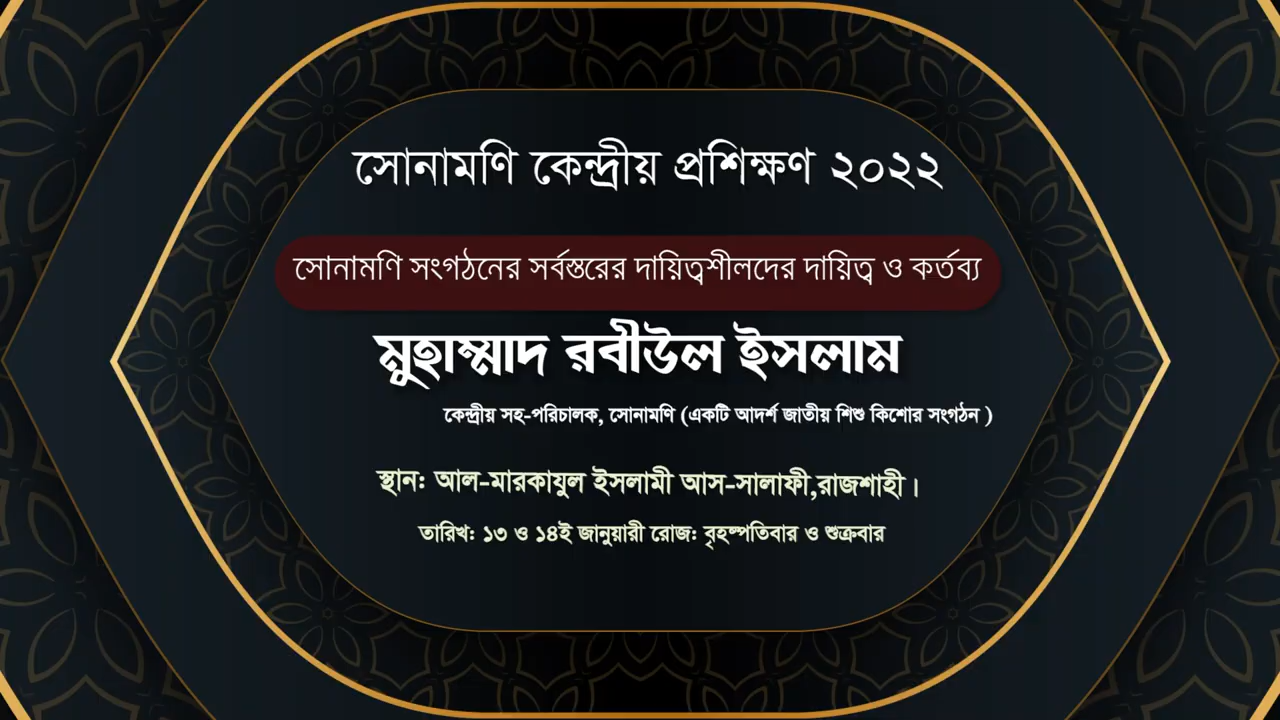 সোনামণি কেন্দ্রীয় প্রশিক্ষণ ২০২২
সোনামণি সংগঠনের সর্বস্তরের দায়িত্বশীলদের দায়িত্ব ও কর্তব্য
মুহাম্মাদ রবীউল ইসলাম
কেন্দ্রীয় সহ-পরিচালক, সোনামণি (একটি আদর্শ জাতীয় শিশু কিশোর সংগঠন )
স্থান: আল-মারকাযুল ইসলামী আস-সালাফী,রাজশাহী।
তারিখ: ১৩ ও ১৪ই জানুয়ারী রোজ: বৃহষ্পতিবার ও শুক্রবার